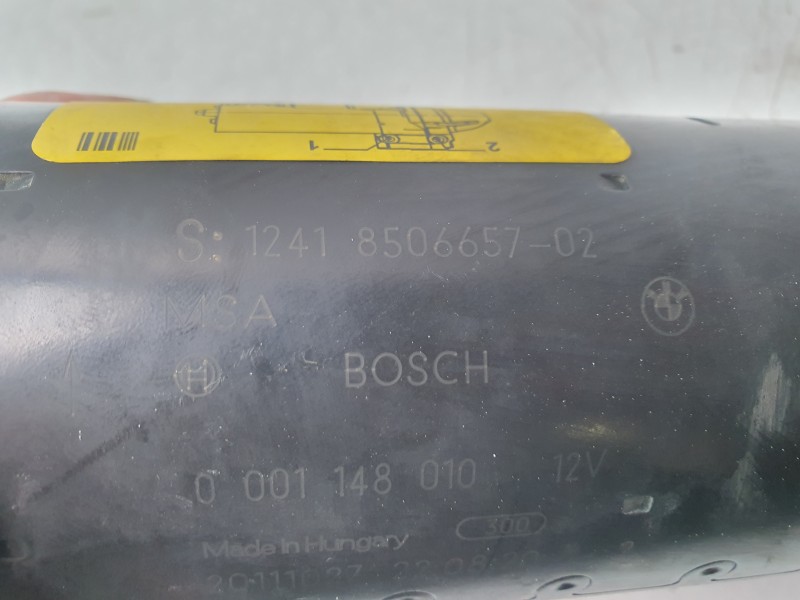 1 2
S: 1241 8506657-02
MSA
BOSCH
0 001 148 010 12V
300
Made in Hungary